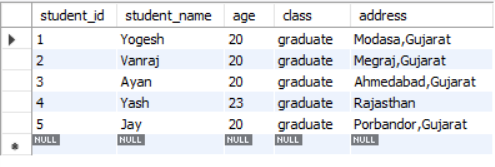 student_id student_name age class address
1 Yogesh 20 graduate Modasa,Gujarat
2 Vanraj 20 graduate Megraj,Gujarat
3 Ayan 20 graduate Ahmedabad,Gujarat
4 Yash 23 graduate Rajasthan
5 Jay 20 graduate Porbandor,Gujarat
NULL NULL NULL NULL NULL